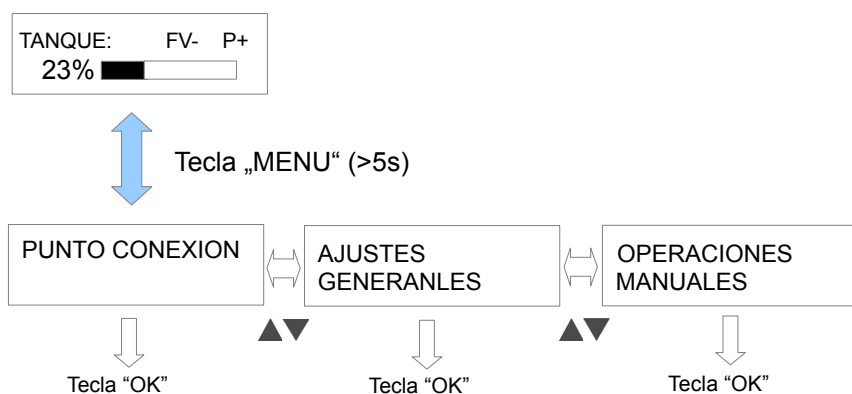 TANQUE: FV- P+
23%
Tecla „MENU“ (>5s)
PUNTO CONEXION
AJUSTES
GENERANLES
OPERACIONES
MANUALES
Tecla “OK”
Tecla “OK”
Tecla “OK”